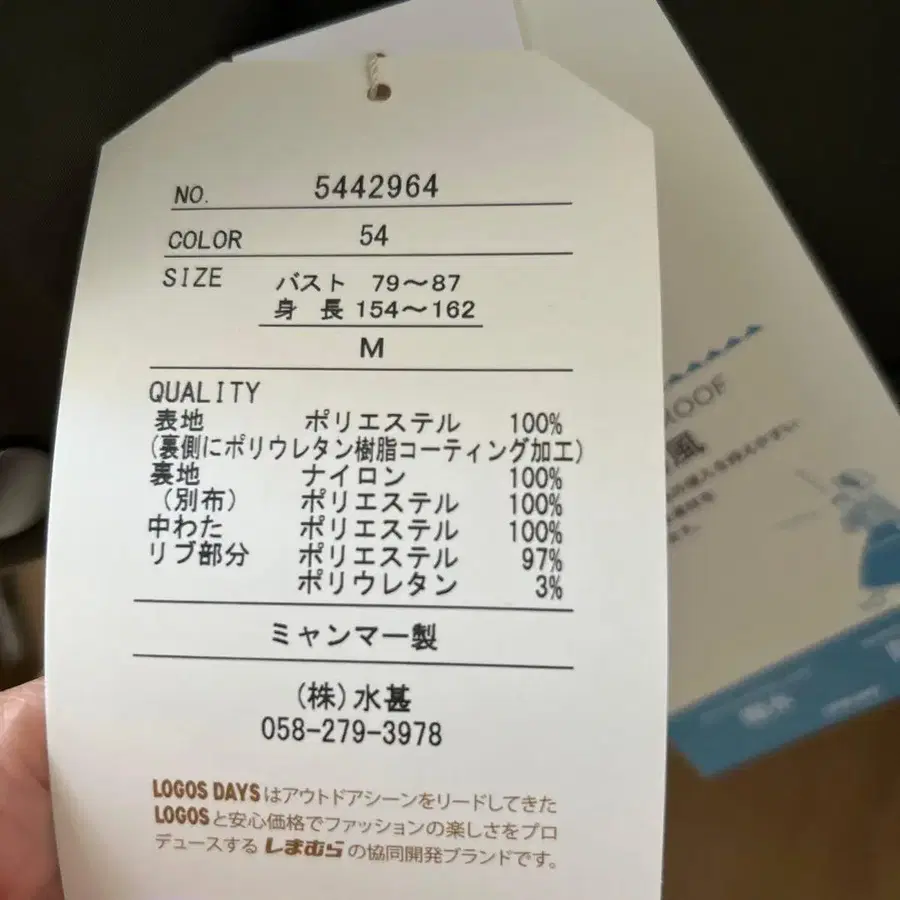 NO. 5442964
COLOR 54
SIZE バスト 79〜87
身長 154〜162
M
QUALITY
表地 ポリエステル 100%
(裏側にポリウレタン樹脂コーティング加工)
裏地 ナイロン 100%
(別布) ポリエステル 100%
中わた ポリエステル 100%
リブ部分 ポリエステル 97%
ポリウレタン 3%
ミャンマー製
(株)水甚
058-279-3978
LOGOS DAYSはアウトドアシーンをリードしてきた
LOGOSと安心価格でファッションの楽しさをプロ
デュースする しまむらの協同開発ブランドです。
風